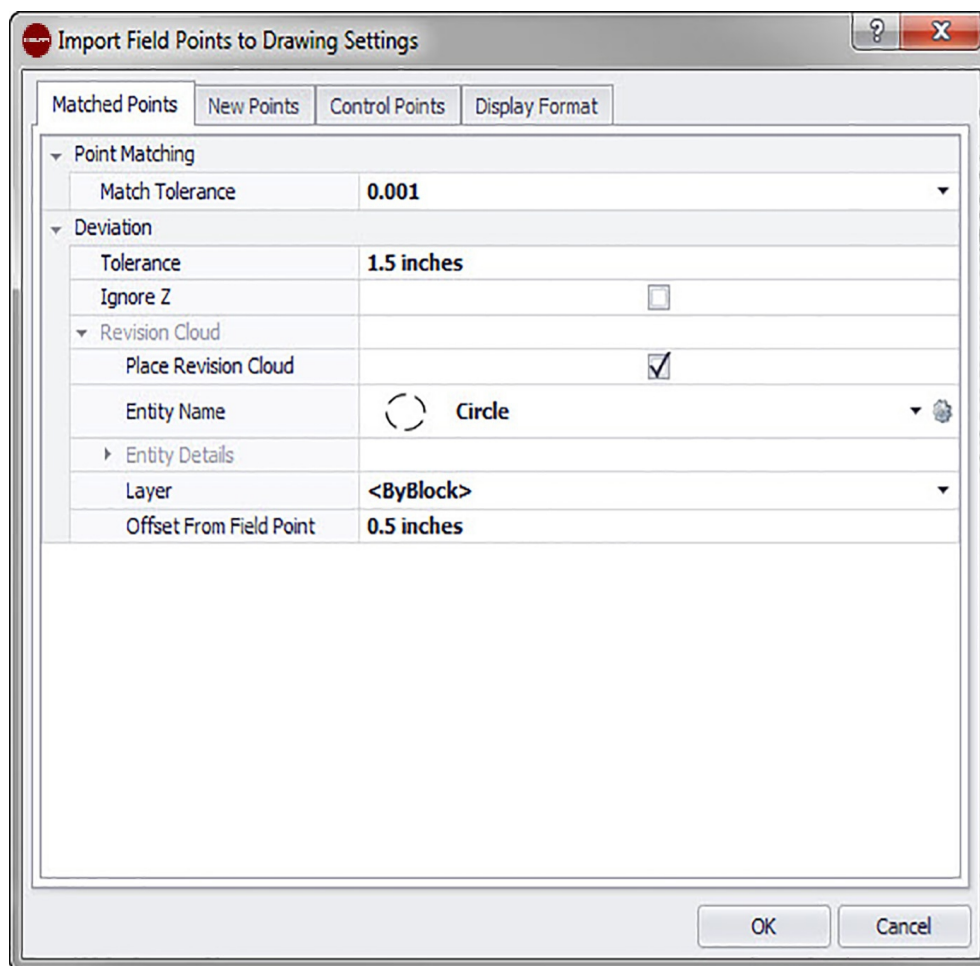 Import Field Points to Drawing Settings
?
Matched Points New Points Control Points Display Format
Point Matching
Match Tolerance 0.001
Deviation
Tolerance 1.5 inches
Ignore Z
Revision Cloud
Place Revision Cloud
Entity Name Circle
Entity Details
Layer <ByBlock>
Offset From Field Point 0.5 inches
OK Cancel